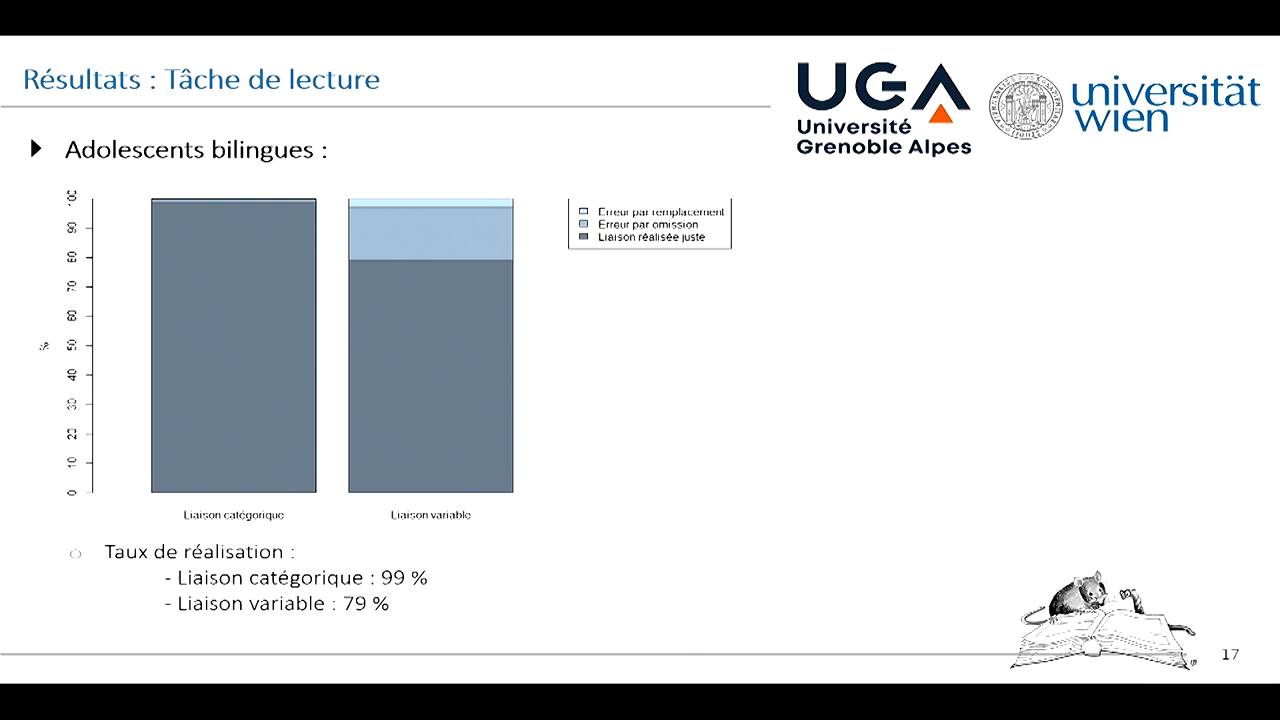 Résultats : Tâche de lecture
UGA
Université
Grenoble Alpes
universität
wien
Adolescents bilingues :
100
90
80
70
60
50
40
30
20
10
0
%
Erreur par remplacement
Erreur par omission
Liaison réalisée juste
Liaison catégorique
Liaison variable
Taux de réalisation :
- Liaison catégorique : 99 %
- Liaison variable : 79 %
17